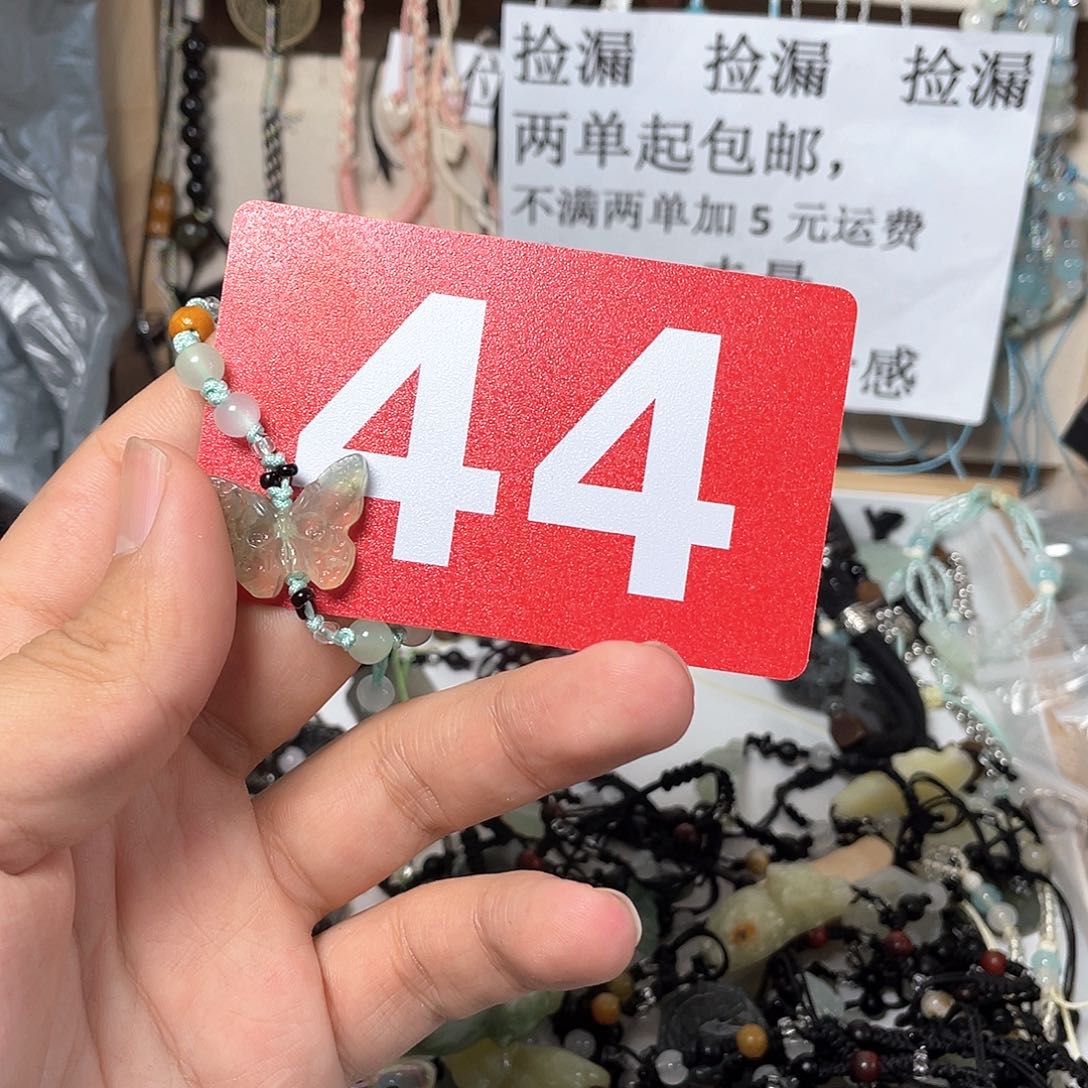 捡漏 捡漏 捡漏
两单起包邮，
不满两单加5元运费
感
44